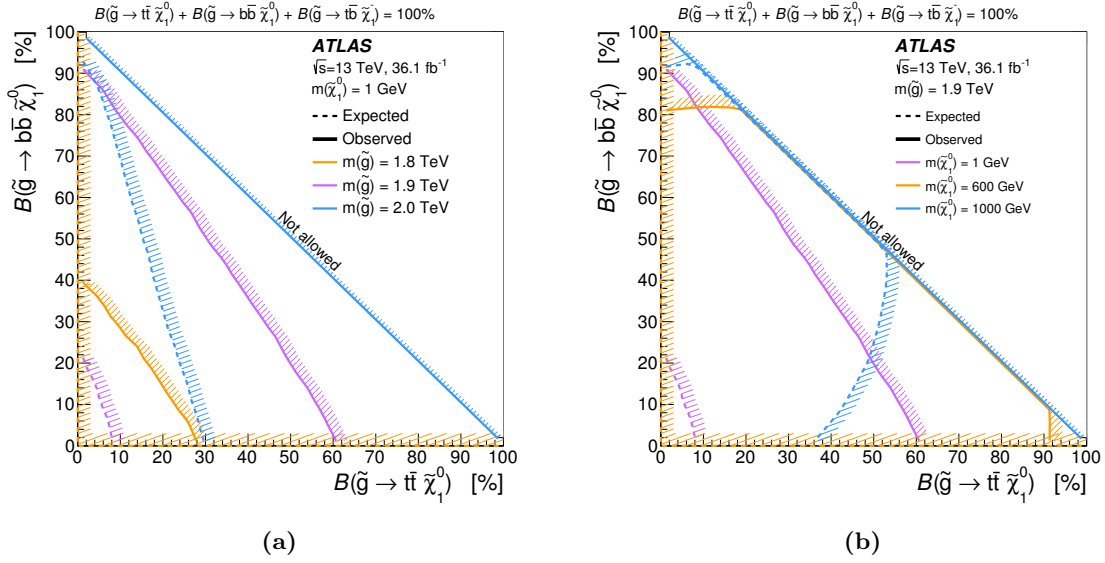 B(g̃ → tt̄ χ̃₁⁰) + B(g̃ → bb̄ χ̃₁⁰) + B(g̃ → tb̄ χ̃₁⁻) = 100%
B(g̃ → bb̄ χ̃₁⁰) [%]
100
90
80
70
60
50
40
30
20
10
0
ATLAS
√s=13 TeV, 36.1 fb⁻¹
m(χ̃₁⁰) = 1 GeV
Expected
Observed
m(g̃) = 1.8 TeV
m(g̃) = 1.9 TeV
m(g̃) = 2.0 TeV
Not allowed
0 10 20 30 40 50 60 70 80 90 100
B(g̃ → tt̄ χ̃₁⁰) [%]
(a)
B(g̃ → tt̄ χ̃₁⁰) + B(g̃ → bb̄ χ̃₁⁰) + B(g̃ → tb̄ χ̃₁⁻) = 100%
B(g̃ → bb̄ χ̃₁⁰) [%]
100
90
80
70
60
50
40
30
20
10
0
ATLAS
√s=13 TeV, 36.1 fb⁻¹
m(g̃) = 1.9 TeV
Expected
Observed
m(χ̃₁⁰) = 1 GeV
m(χ̃₁⁰) = 600 GeV
m(χ̃₁⁰) = 1000 GeV
Not allowed
0 10 20 30 40 50 60 70 80 90 100
B(g̃ → tt̄ χ̃₁⁰) [%]
(b)